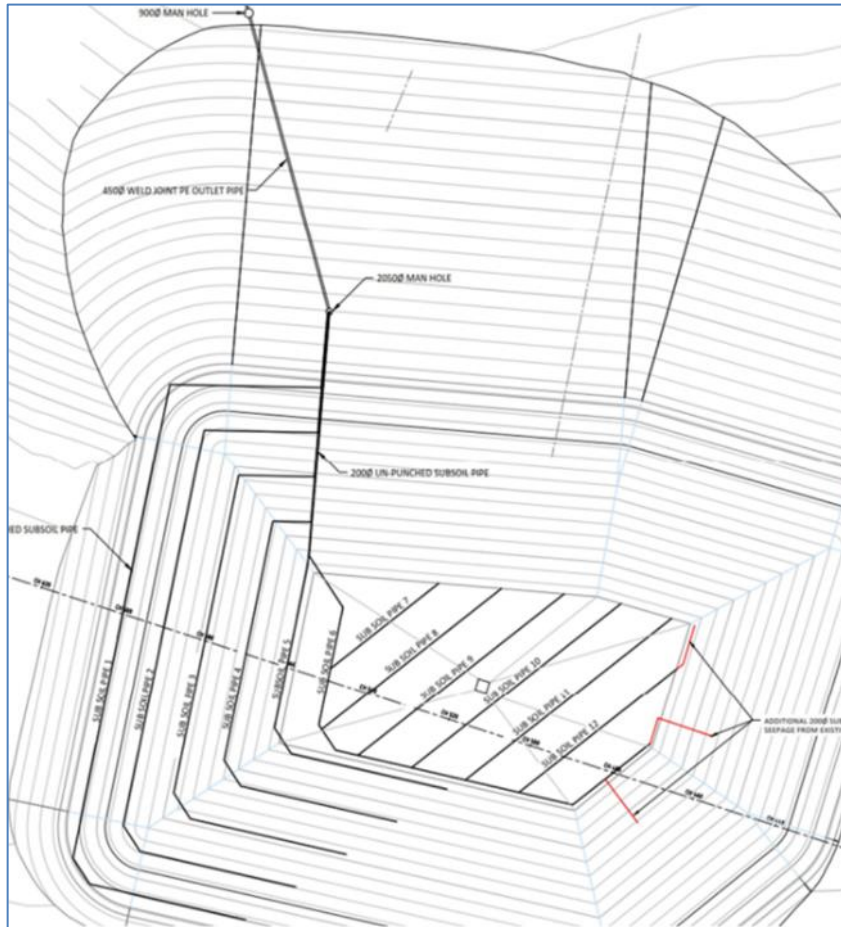 900Ø MAN HOLE
450Ø WELD JOINT PE OUTLET PIPE
2050Ø MAN HOLE
200Ø UN-PUNCHED SUBSOIL PIPE
ED SUBSOIL PIPE
SUB SOIL PIPE 1
SUB SOIL PIPE 2
SUB SOIL PIPE 3
SUB SOIL PIPE 4
SUB SOIL PIPE 5
SUB SOIL PIPE 6
SUB SOIL PIPE 7
SUB SOIL PIPE 8
SUB SOIL PIPE 9
SUB SOIL PIPE 10
SUB SOIL PIPE 11
SUB SOIL PIPE 12
ADDITIONAL 200Ø SU
SEEPAGE FROM EXIST